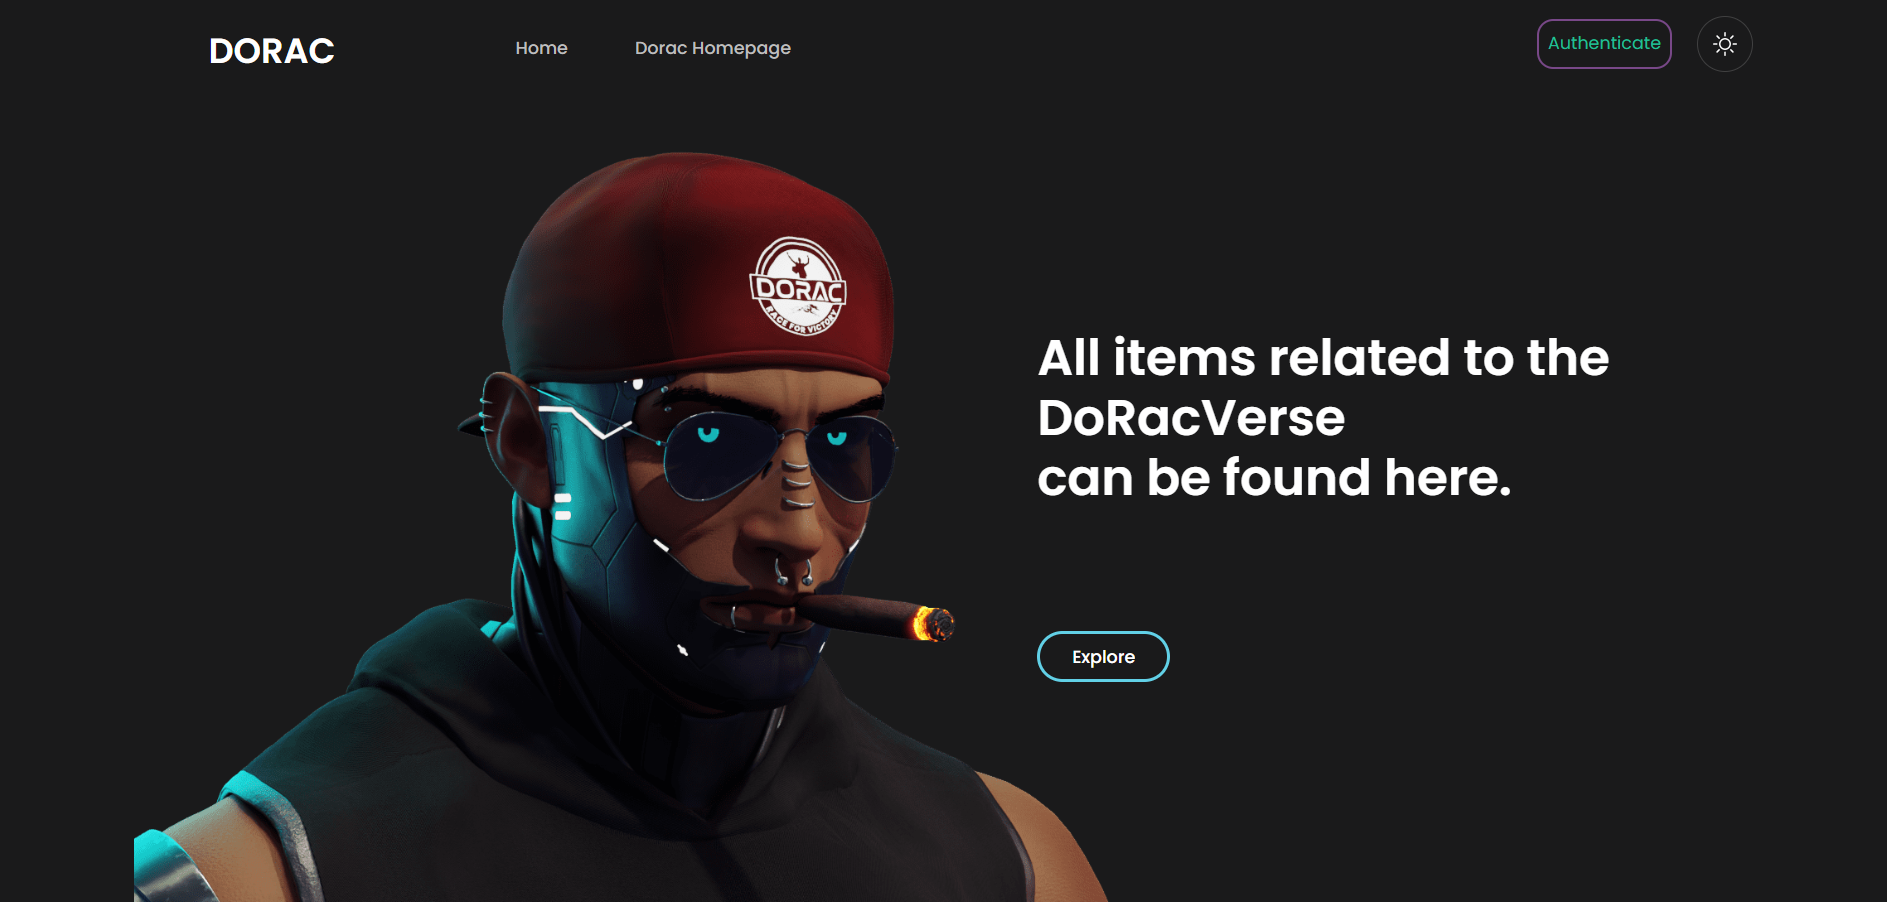 DORAC
Home
Dorac Homepage
Authenticate
DORAC
RACE FOR VICTORY
All items related to the
DoRacVerse
can be found here.
Explore